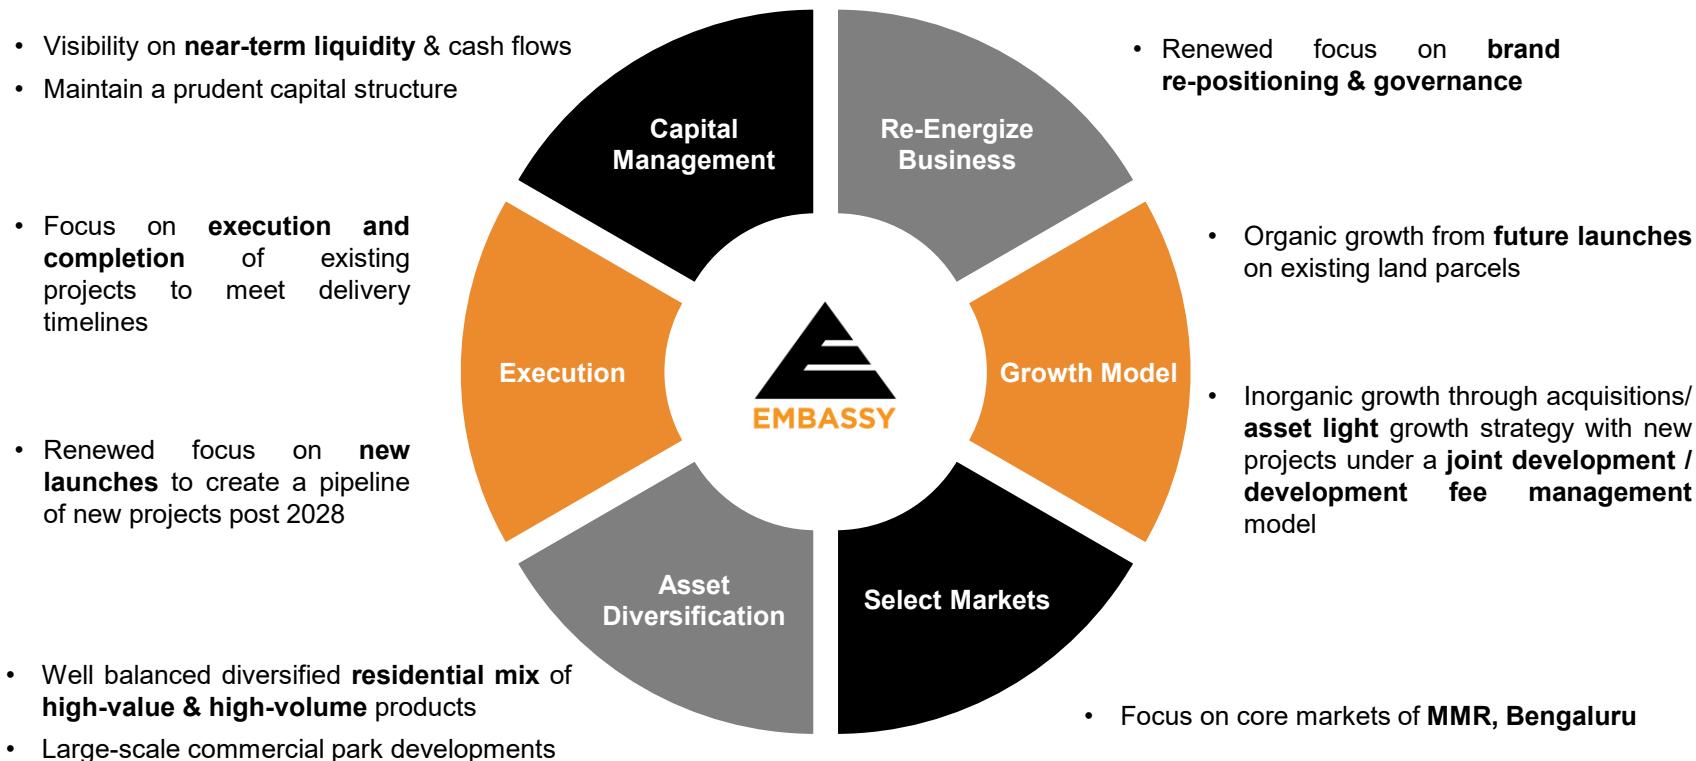 • Visibility on near-term liquidity & cash flows
• Maintain a prudent capital structure
• Focus on execution and
completion of existing
projects to meet delivery
timelines
• Renewed focus on new
launches to create a pipeline
of new projects post 2028
• Well balanced diversified residential mix of
high-value & high-volume products
• Large-scale commercial park developments
Capital
Management
Re-Energize
Business
Execution
EMBASSY
Growth Model
Asset
Diversification
Select Markets
• Renewed focus on brand
re-positioning & governance
• Organic growth from future launches
on existing land parcels
• Inorganic growth through acquisitions/
asset light growth strategy with new
projects under a joint development /
development fee management
model
• Focus on core markets of MMR, Bengaluru